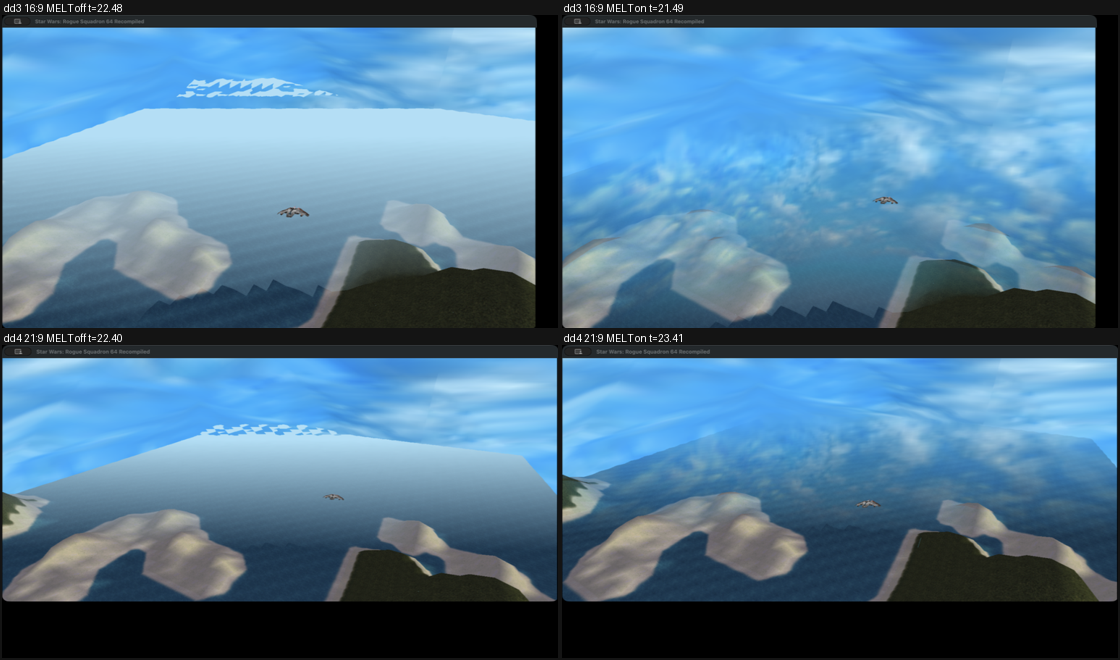 dd3 16:9 MELToff t=22.48
dd3 16:9 MELTon t=21.49
Star Wars: Rogue Squadron 64 Recompiled
Star Wars: Rogue Squadron 64 Recompiled
dd4 21:9 MELToff t=22.40
dd4 21:9 MELTon t=23.41
Star Wars: Rogue Squadron 64 Recompiled
Star Wars: Rogue Squadron 64 Recompiled